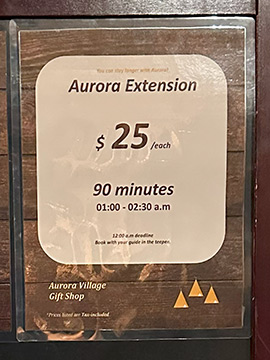 You can stay longer with Aurora!
Aurora Extension
$ 25/each
90 minutes
01:00 - 02:30 a.m
12:00 a.m deadline
Book with your guide in the teepee.
Aurora Village
Gift Shop
*Prices listed are Tax-included.